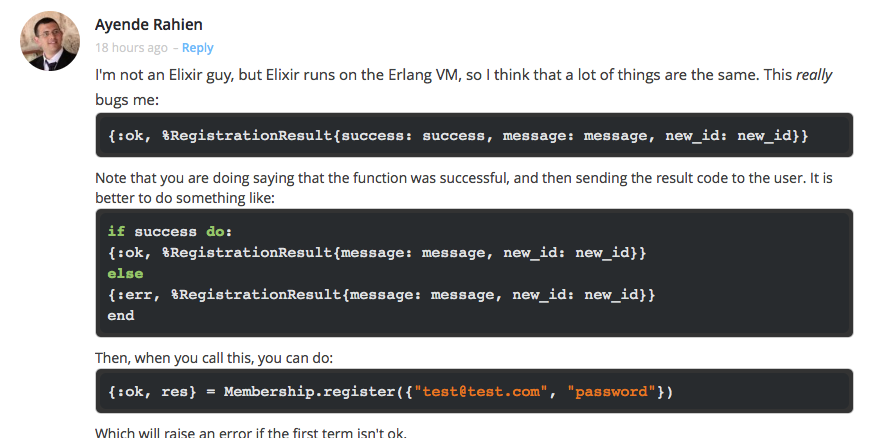 Ayende Rahien
18 hours ago – Reply
I'm not an Elixir guy, but Elixir runs on the Erlang VM, so I think that a lot of things are the same. This really
bugs me:
{:ok, %RegistrationResult{success: success, message: message, new_id: new_id}}
Note that you are doing saying that the function was successful, and then sending the result code to the user. It is
better to do something like:
if success do:
{:ok, %RegistrationResult{message: message, new_id: new_id}}
else
{:err, %RegistrationResult{message: message, new_id: new_id}}
end
Then, when you call this, you can do:
{:ok, res} = Membership.register({"test@test.com", "password"})
Which will raise an error if the first term isn't ok.